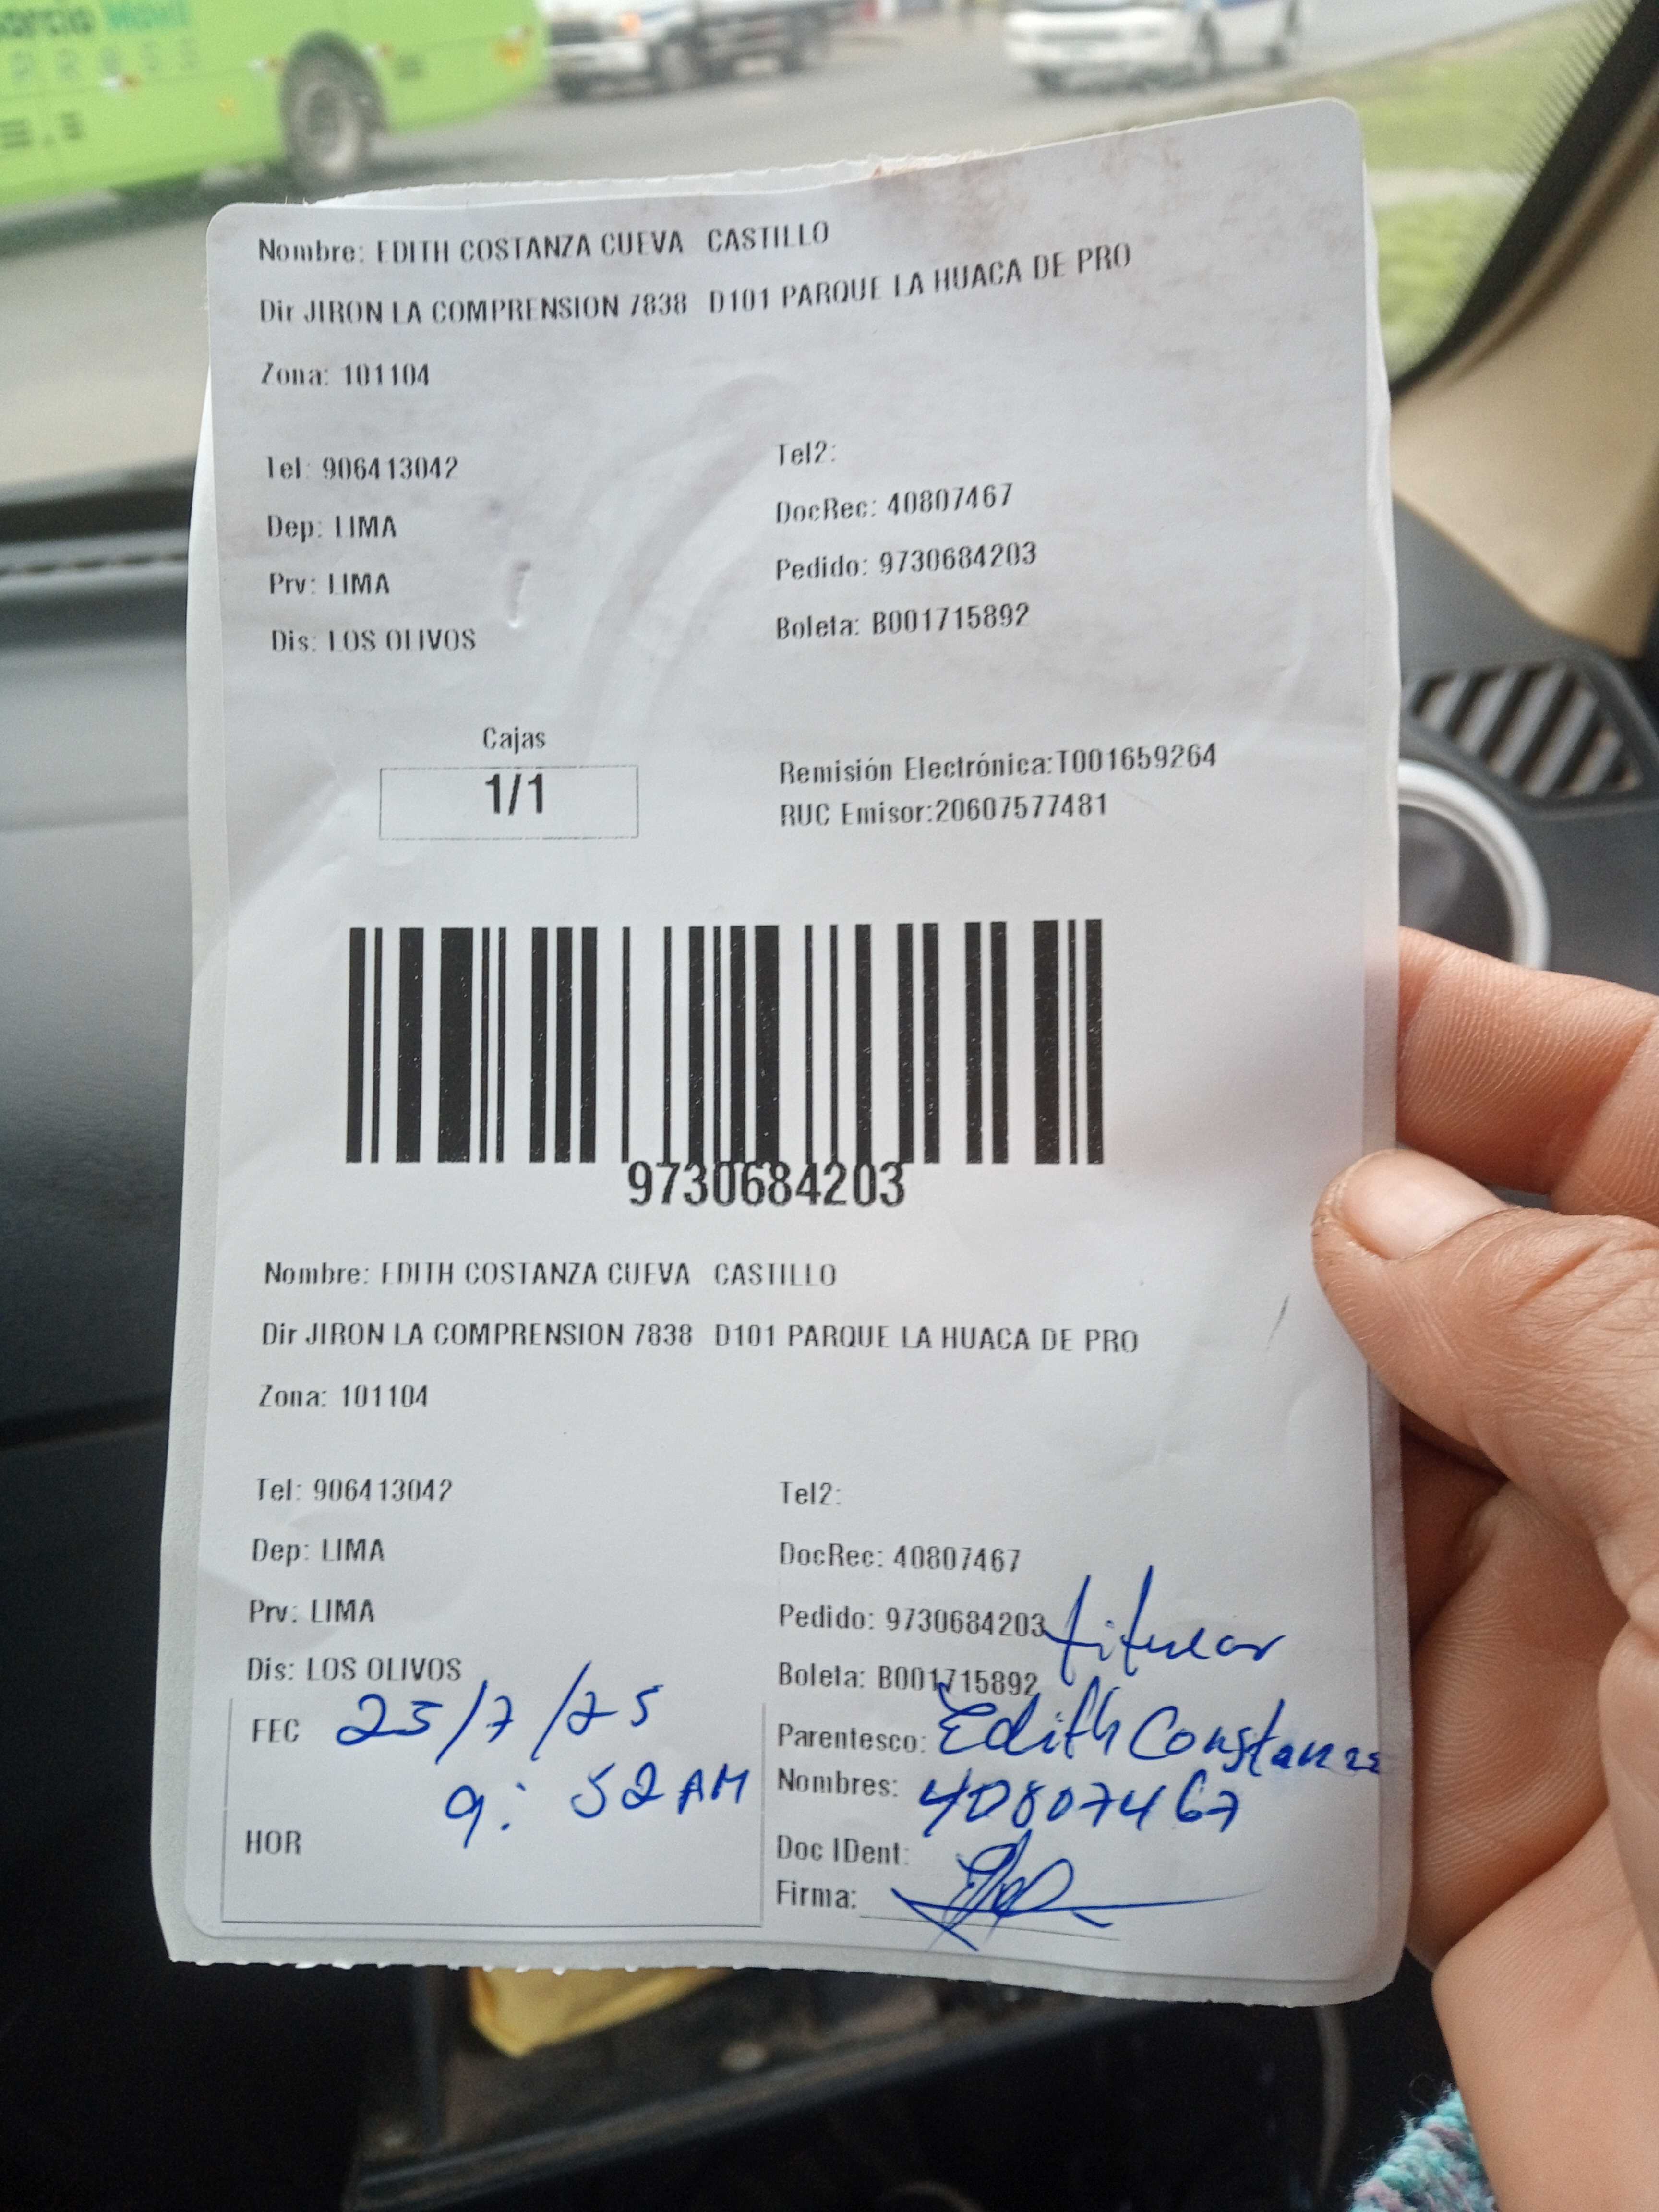 Nombre: EDITH COSTANZA CUEVA CASTILLO
Dir JIRON LA COMPRENSION 7838 D101 PARQUE LA HUACA DE PRO
Zona: 101104
Tel: 906413042 Tel2:
DocRec: 40807467
Dep: LIMA
Pedido: 9730684203
Prv: LIMA
Boleta: B001715892
Dis: LOS OLIVOS
Cajas
1/1
Remisión Electrónica:T001659264
RUC Emisor:20607577481
9730684203
Nombre: EDITH COSTANZA CUEVA CASTILLO
Dir JIRON LA COMPRENSION 7838 D101 PARQUE LA HUACA DE PRO
Zona: 101104
Tel: 906413042 Tel2:
Dep: LIMA DocRec: 40807467
Prv: LIMA Pedido: 9730684203 titular
Dis: LOS OLIVOS Boleta: B001715892
FEC 25/7/25 Parentesco: Edith Constanza
9:52 AM Nombres: 40807467
HOR Doc IDent:
Firma: